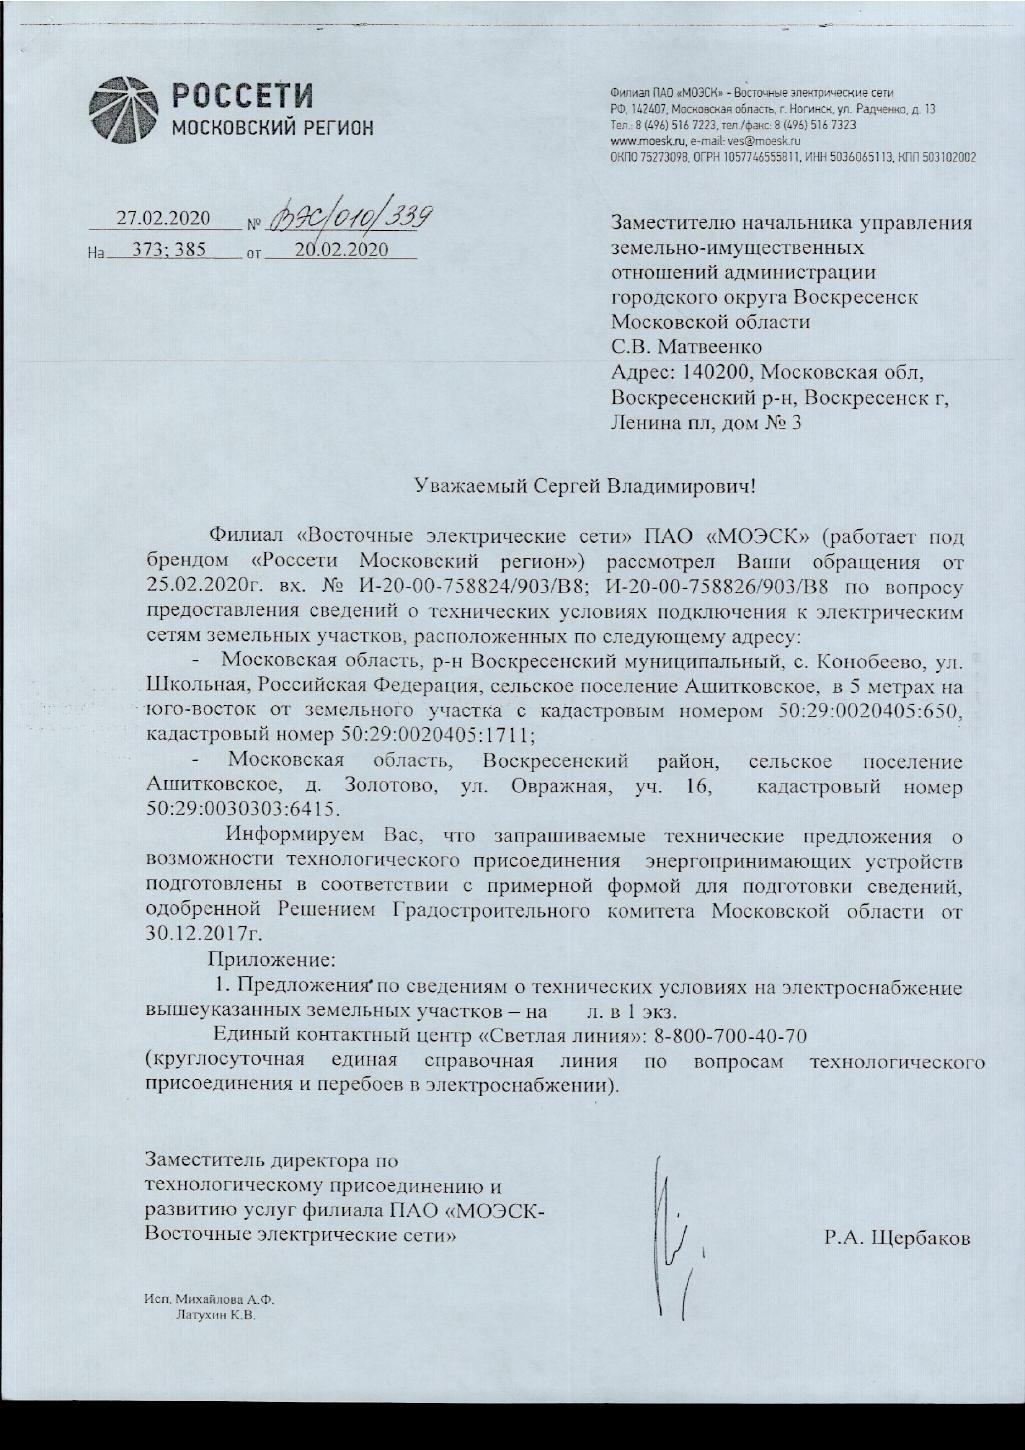 РОССЕТИ
МОСКОВСКИЙ РЕГИОН
Филиал ПАО «МОЭСК» - Восточные электрические сети
РФ, 142407, Московская область, г. Ногинск, ул. Радченко, д. 13
Тел.: 8 (496) 516 7223, тел./факс: 8 (496) 516 7323
www.moesk.ru, e-mail: ves@moesk.ru
ОКПО 75273098, ОГРН 1057746555811, ИНН 5036065113, КПП 503102002
27.02.2020 № ВЭС/010/339
На 373; 385 от 20.02.2020
Заместителю начальника управления
земельно-имущественных
отношений администрации
городского округа Воскресенск
Московской области
С.В. Матвеенко
Адрес: 140200, Московская обл,
Воскресенский р-н, Воскресенск г,
Ленина пл, дом № 3
Уважаемый Сергей Владимирович!
Филиал «Восточные электрические сети» ПАО «МОЭСК» (работает под
брендом «Россети Московский регион») рассмотрел Ваши обращения от
25.02.2020г. вх. № И-20-00-758824/903/В8; И-20-00-758826/903/В8 по вопросу
предоставления сведений о технических условиях подключения к электрическим
сетям земельных участков, расположенных по следующему адресу:
- Московская область, р-н Воскресенский муниципальный, с. Конобеево, ул.
Школьная, Российская Федерация, сельское поселение Ашитковское, в 5 метрах на
юго-восток от земельного участка с кадастровым номером 50:29:0020405:650,
кадастровый номер 50:29:0020405:1711;
- Московская область, Воскресенский район, сельское поселение
Ашитковское, д. Золотово, ул. Овражная, уч. 16, кадастровый номер
50:29:0030303:6415.
Информируем Вас, что запрашиваемые технические предложения о
возможности технологического присоединения энергопринимающих устройств
подготовлены в соответствии с примерной формой для подготовки сведений,
одобренной Решением Градостроительного комитета Московской области от
30.12.2017г.
Приложение:
1. Предложения по сведениям о технических условиях на электроснабжение
вышеуказанных земельных участков – на л. в 1 экз.
Единый контактный центр «Светлая линия»: 8-800-700-40-70
(круглосуточная единая справочная линия по вопросам технологического
присоединения и перебоев в электроснабжении).
Заместитель директора по
технологическому присоединению и
развитию услуг филиала ПАО «МОЭСК-
Восточные электрические сети»
Р.А. Щербаков
Исп. Михайлова А.Ф.
Латухин К.В.